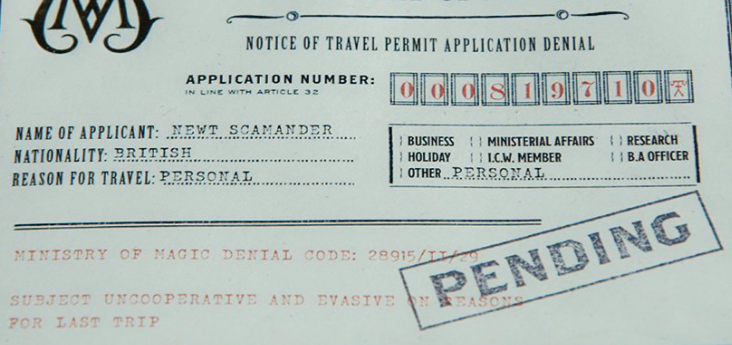 NOTICE OF TRAVEL PERMIT APPLICATION DENIAL
APPLICATION NUMBER:
IN LINE WITH ARTICLE 32
000819710
NAME OF APPLICANT: NEWT SCAMANDER
NATIONALITY: BRITISH
REASON FOR TRAVEL: PERSONAL
BUSINESS MINISTERIAL AFFAIRS RESEARCH
HOLIDAY I.C.W. MEMBER B.A OFFICER
OTHER PERSONAL
MINISTRY OF MAGIC DENIAL CODE: 28915/II/29
PENDING
SUBJECT UNCOOPERATIVE AND EVASIVE ON REASONS
FOR LAST TRIP